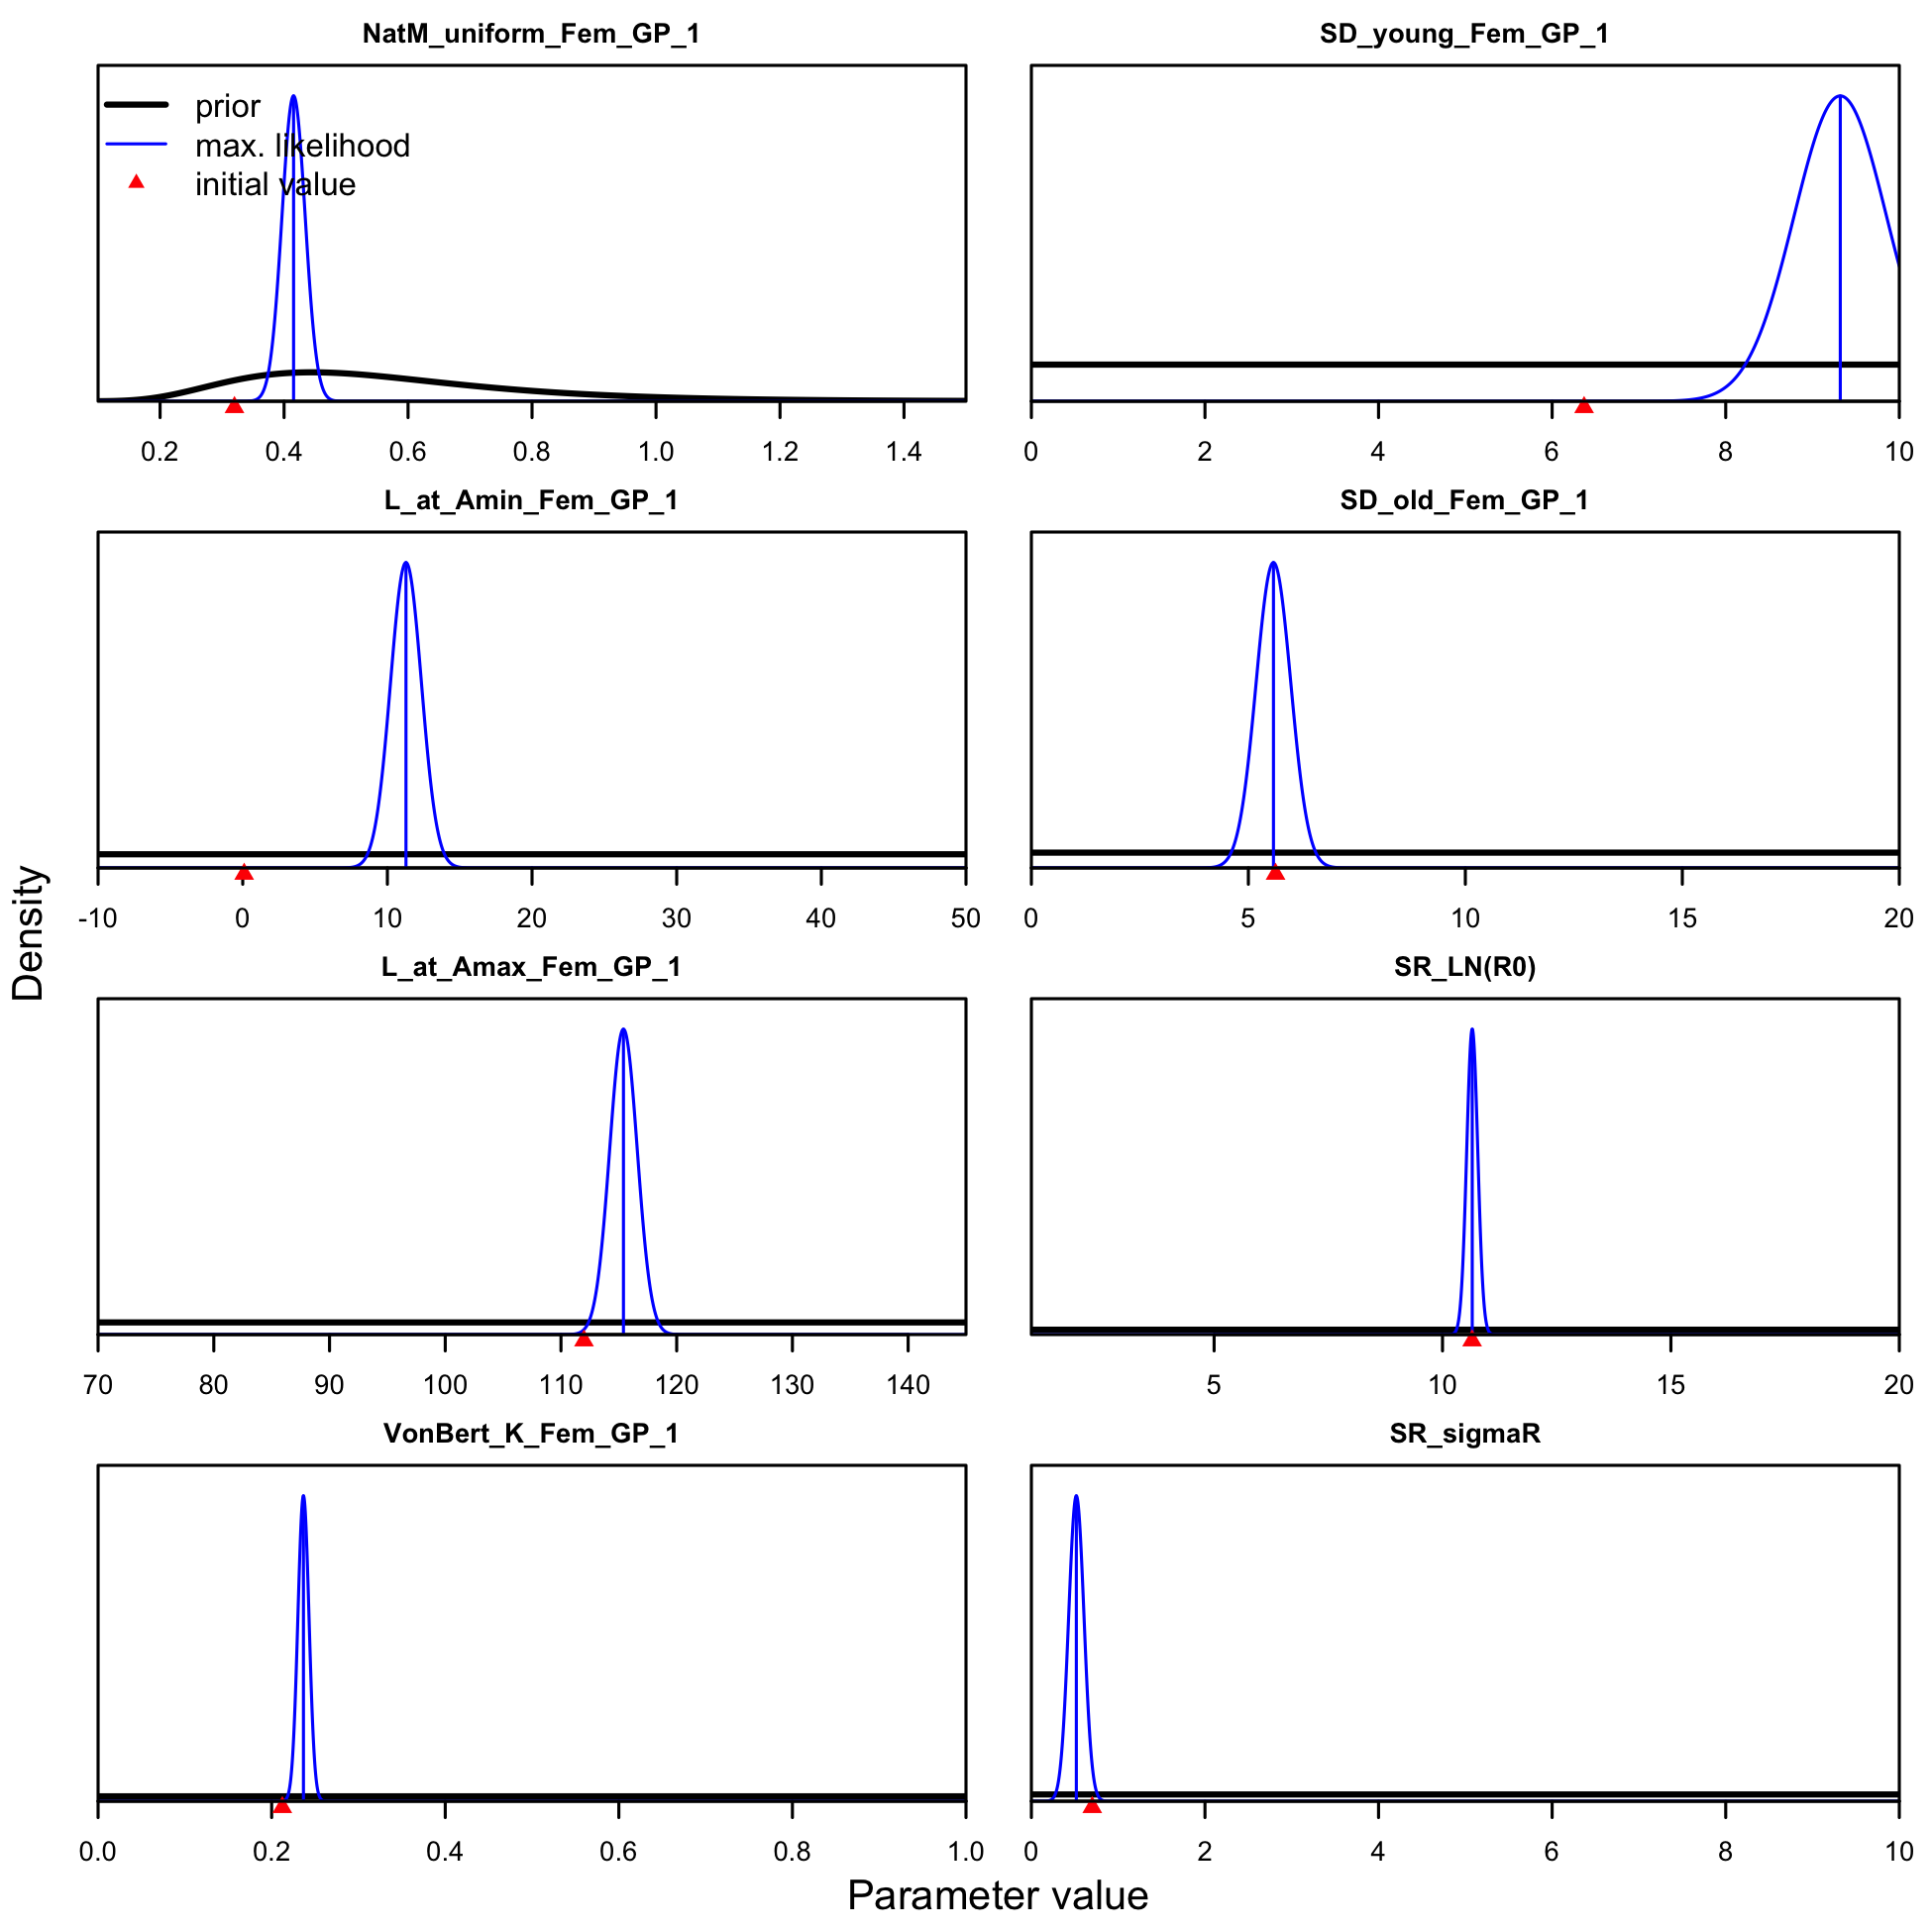 NatM_uniform_Fem_GP_1
prior
max. likelihood
initial value
0.2 0.4 0.6 0.8 1.0 1.2 1.4
SD_young_Fem_GP_1
0 2 4 6 8 10
L_at_Amin_Fem_GP_1
-10 0 10 20 30 40 50
SD_old_Fem_GP_1
0 5 10 15 20
L_at_Amax_Fem_GP_1
70 80 90 100 110 120 130 140
SR_LN(R0)
5 10 15 20
VonBert_K_Fem_GP_1
0.0 0.2 0.4 0.6 0.8 1.0
SR_sigmaR
0 2 4 6 8 10
Density
Parameter value